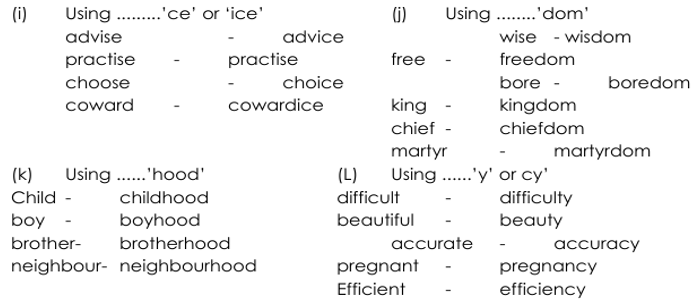 (i) Using .........'ce' or 'ice'
advise - advice
practise - practise
choose - choice
coward - cowardice
(j) Using ........'dom'
wise - wisdom
free - freedom
bore - boredom
king - kingdom
chief - chiefdom
martyr - martyrdom
(k) Using ......'hood'
Child - childhood
boy - boyhood
brother- brotherhood
neighbour- neighbourhood
(L) Using ......'y' or cy'
difficult - difficulty
beautiful - beauty
accurate - accuracy
pregnant - pregnancy
Efficient - efficiency